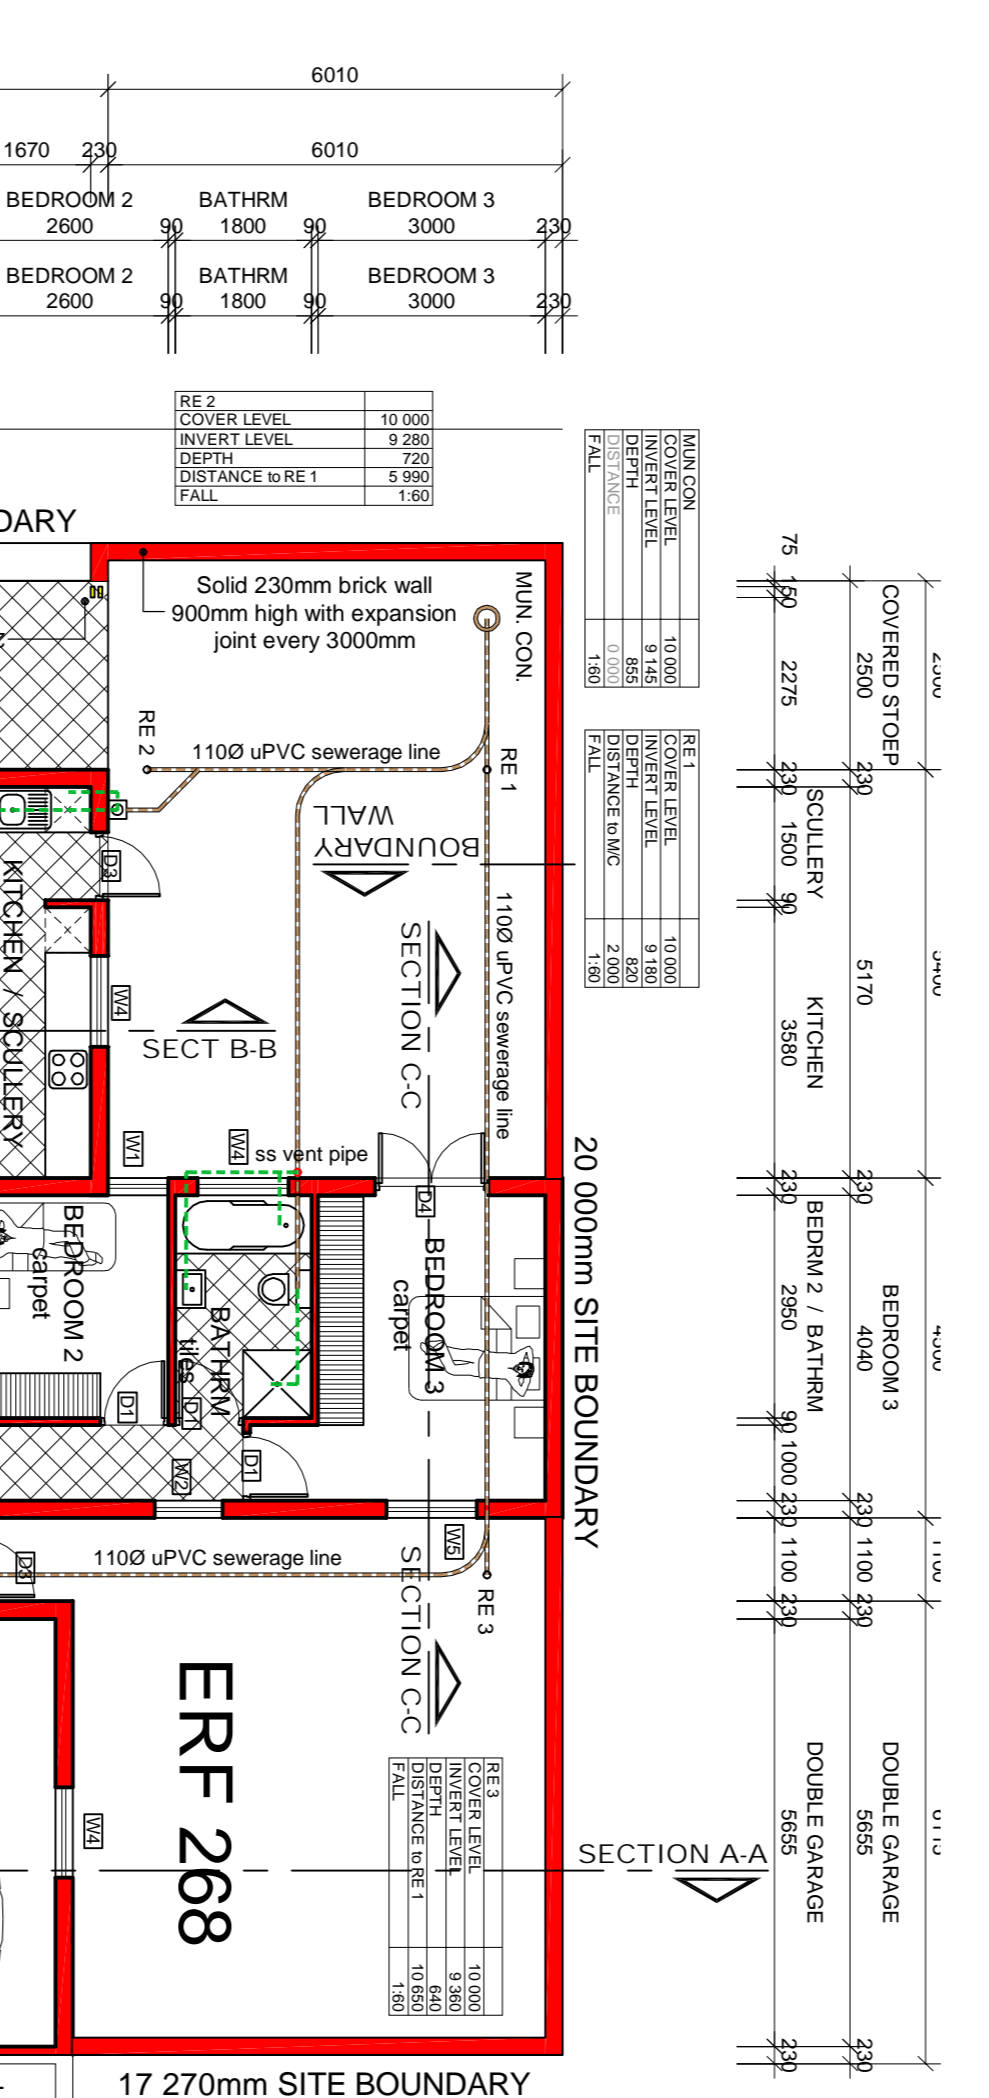 6010
1670 230 6010
BEDROOM 2 BATHRM BEDROOM 3
2600 90 1800 90 3000 230
BEDROOM 2 BATHRM BEDROOM 3
2600 90 1800 90 3000 230
RE 2
COVER LEVEL 10 000
INVERT LEVEL 9 280
DEPTH 720
DISTANCE to RE 1 5 990
FALL 1:60
MUN CON
COVER LEVEL 10 000
INVERT LEVEL 9 145
DEPTH 855
DISTANCE 0 000
FALL 1:60
DARY
Solid 230mm brick wall
900mm high with expansion
joint every 3000mm
MUN. CON.
RE 2
110Ø uPVC sewerage line
RE 1
RE 1
COVER LEVEL 10 000
INVERT LEVEL 9 180
DEPTH 820
DISTANCE to M/C 2 000
FALL 1:60
BOUNDARY
WALL
D3
KITCHEN / SCULLERY
W4
SECT B-B
SECTION C-C
110Ø uPVC sewerage line
W1
W4
ss vent pipe
D4
BEDROOM 2
carpet
BATHRM
tiles
BEDROOM 3
carpet
D1
D1
D1
W2
W5
20 000mm SITE BOUNDARY
110Ø uPVC sewerage line
D3
RE 3
SECTION C-C
ERF 268
W4
RE 3
COVER LEVEL 10 000
INVERT LEVEL 9 360
DEPTH 640
DISTANCE to RE 1 10 650
FALL 1:60
SECTION A-A
17 270mm SITE BOUNDARY
COVERED STOEP
2500 230 5170 230
BEDROOM 3
4040 230 1100 230
DOUBLE GARAGE
5655 230
75 150 2275 230
SCULLERY
1500 90
KITCHEN
3580 230
BEDRM 2 / BATHRM
2950 90 1000 230 1100 230
DOUBLE GARAGE
5655 230